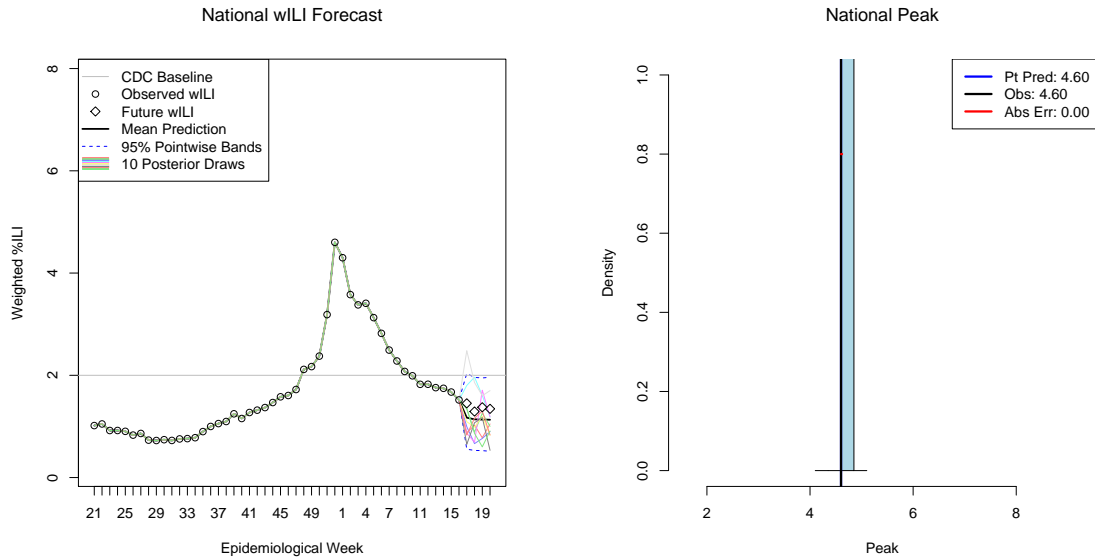 National wILI Forecast
CDC Baseline
Observed wILI
Future wILI
Mean Prediction
95% Pointwise Bands
10 Posterior Draws
Weighted %ILI
0
2
4
6
8
21 25 29 33 37 41 45 49 1 4 7 11 15 19
Epidemiological Week
National Peak
Pt Pred: 4.60
Obs: 4.60
Abs Err: 0.00
Density
0.0
0.2
0.4
0.6
0.8
1.0
2 4 6 8
Peak